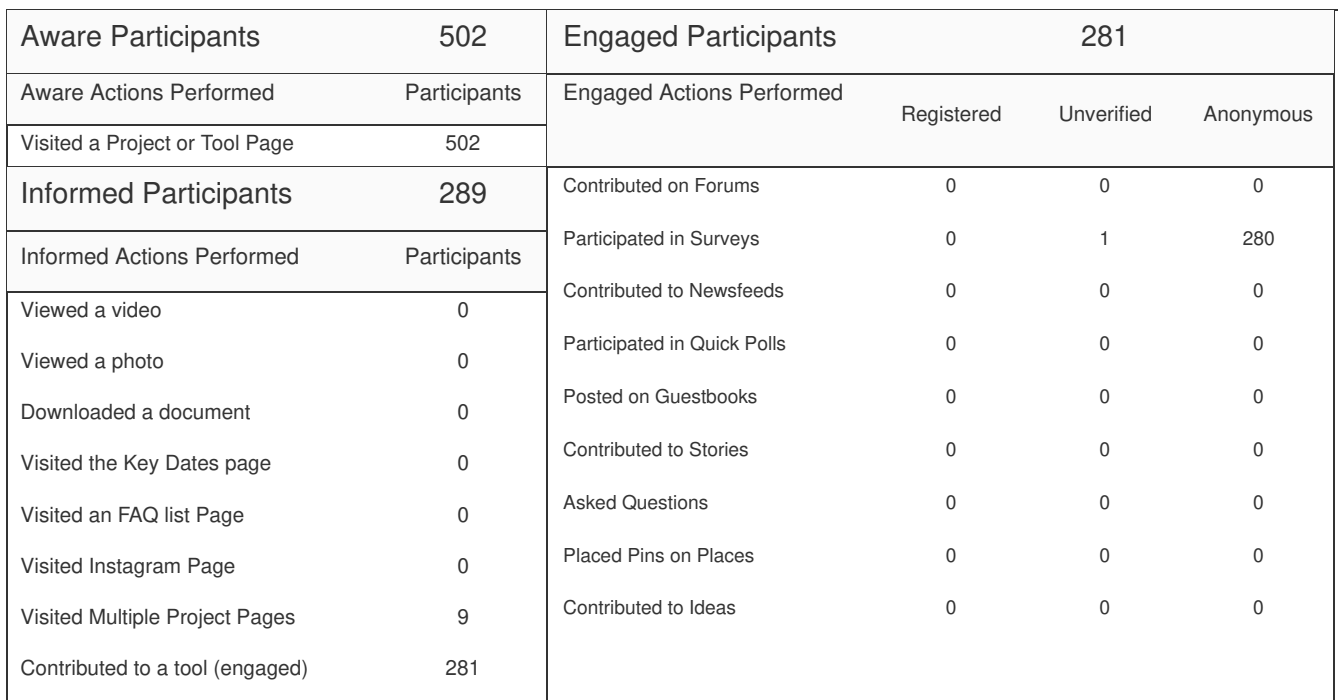 Aware Participants 502
Aware Actions Performed Participants
Visited a Project or Tool Page 502
Informed Participants 289
Informed Actions Performed Participants
Viewed a video 0
Viewed a photo 0
Downloaded a document 0
Visited the Key Dates page 0
Visited an FAQ list Page 0
Visited Instagram Page 0
Visited Multiple Project Pages 9
Contributed to a tool (engaged) 281
Engaged Participants 281
Engaged Actions Performed
Registered Unverified Anonymous
Contributed on Forums 0 0 0
Participated in Surveys 0 1 280
Contributed to Newsfeeds 0 0 0
Participated in Quick Polls 0 0 0
Posted on Guestbooks 0 0 0
Contributed to Stories 0 0 0
Asked Questions 0 0 0
Placed Pins on Places 0 0 0
Contributed to Ideas 0 0 0